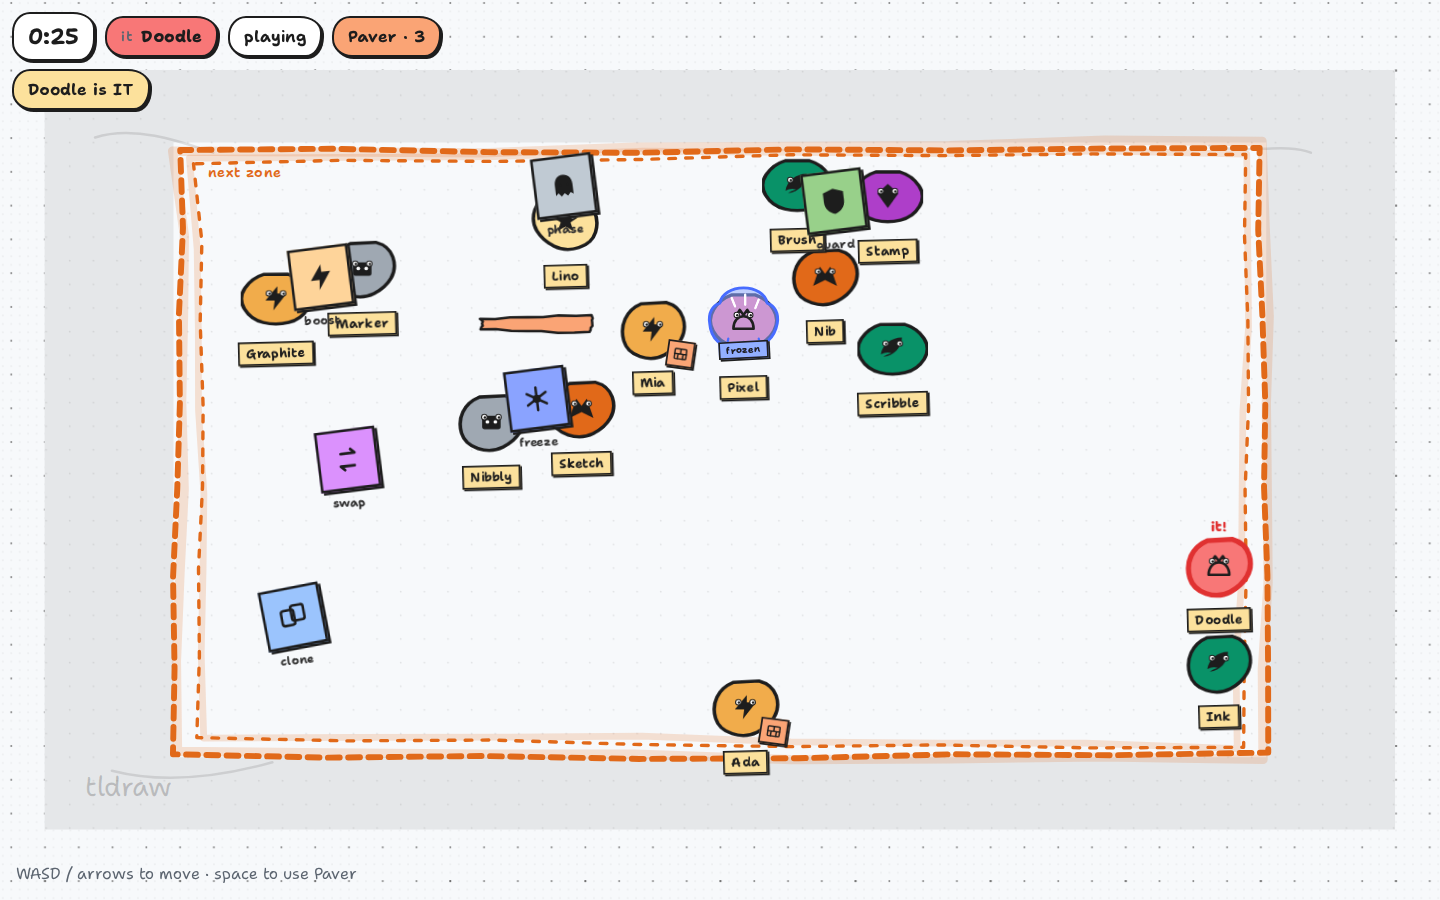 0:25
it Doodle
playing
Paver · 3
Doodle is IT
next zone
phase
Lino
Brush
guard
Stamp
boost
Marker
Graphite
Nib
frozen
Mia
Pixel
Scribble
freeze
Sketch
Nibbly
swap
it!
Doodle
clone
Ink
Ada
tldraw
WASD / arrows to move · space to use Paver